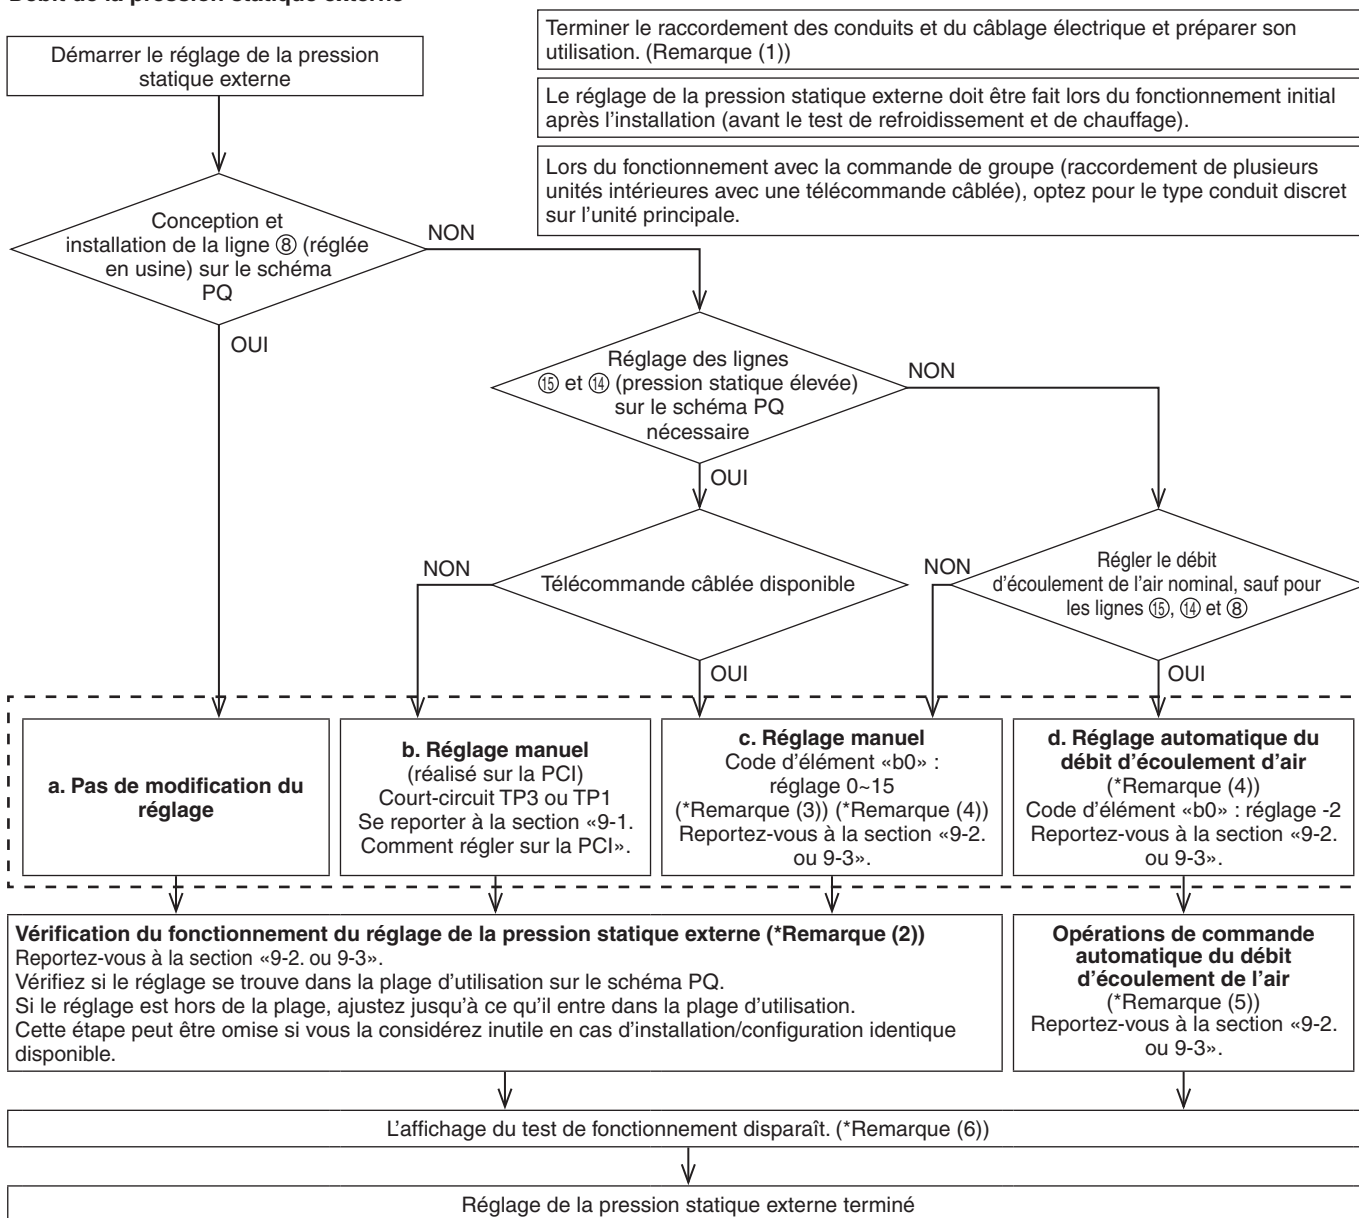 Débit de la pression statique externe
Démarrer le réglage de la pression
statique externe
Terminer le raccordement des conduits et du câblage électrique et préparer son
utilisation. (Remarque (1))
Le réglage de la pression statique externe doit être fait lors du fonctionnement initial
après l'installation (avant le test de refroidissement et de chauffage).
Lors du fonctionnement avec la commande de groupe (raccordement de plusieurs
unités intérieures avec une télécommande câblée), optez pour le type conduit discret
sur l'unité principale.
Conception et
installation de la ligne ⑧ (réglée
en usine) sur le schéma
PQ
NON
OUI
Réglage des lignes
⑮ et ⑭ (pression statique élevée)
sur le schéma PQ
nécessaire
NON
OUI
Télécommande câblée disponible
NON
OUI
Régler le débit
d'écoulement de l'air nominal, sauf pour
les lignes ⑮, ⑭ et ⑧
NON
OUI
a. Pas de modification du
réglage
b. Réglage manuel
(réalisé sur la PCI)
Court-circuit TP3 ou TP1
Se reporter à la section «9-1.
Comment régler sur la PCI».
c. Réglage manuel
Code d'élément «b0» :
réglage 0~15
(*Remarque (3)) (*Remarque (4))
Reportez-vous à la section «9-2.
ou 9-3».
d. Réglage automatique du
débit d'écoulement d'air
(*Remarque (4))
Code d'élément «b0» : réglage -2
Reportez-vous à la section «9-2.
ou 9-3».
Vérification du fonctionnement du réglage de la pression statique externe (*Remarque (2))
Reportez-vous à la section «9-2. ou 9-3».
Vérifiez si le réglage se trouve dans la plage d'utilisation sur le schéma PQ.
Si le réglage est hors de la plage, ajustez jusqu'à ce qu'il entre dans la plage d'utilisation.
Cette étape peut être omise si vous la considérez inutile en cas d'installation/configuration identique
disponible.
Opérations de commande
automatique du débit
d'écoulement de l'air
(*Remarque (5))
Reportez-vous à la section «9-2.
ou 9-3».
L'affichage du test de fonctionnement disparaît. (*Remarque (6))
Réglage de la pression statique externe terminé